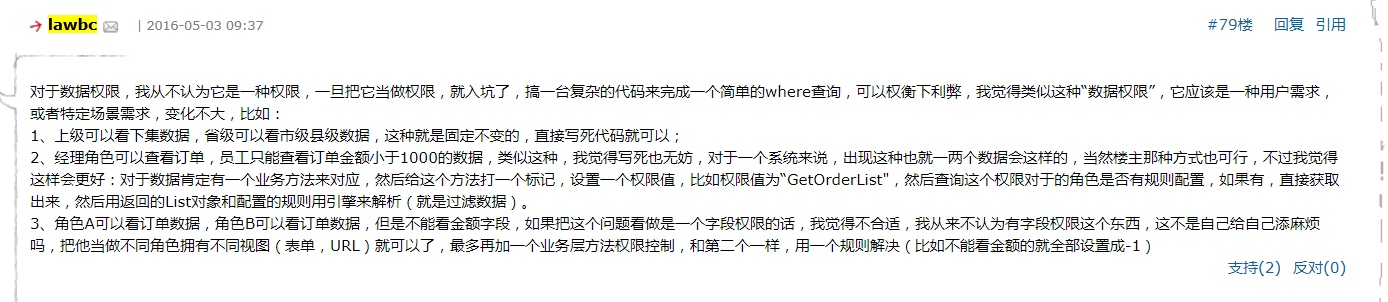 lawbc | 2016-05-03 09:37 #79楼 回复 引用
对于数据权限，我从不认为它是一种权限，一旦把它当做权限，就入坑了，搞一台复杂的代码来完成一个简单的where查询，可以权衡下利弊，我觉得类似这种“数据权限”，它应该是一种用户需求，
或者特定场景需求，变化不大，比如：
1、上级可以看下集数据，省级可以看市级县级数据，这种就是固定不变的，直接写死代码就可以；
2、经理角色可以查看订单，员工只能查看订单金额小于1000的数据，类似这种，我觉得写死也无妨，对于一个系统来说，出现这种也就一两个数据会这样的，当然楼主那种方式也可行，不过我觉得
这样会更好：对于数据肯定有一个业务方法来对应，然后给这个方法打一个标记，设置一个权限值，比如权限值为“GetOrderList"，然后查询这个权限对于的角色是否有规则配置，如果有，直接获取
出来，然后用返回的List对象和配置的规则用引擎来解析（就是过滤数据）。
3、角色A可以看订单数据，角色B可以看订单数据，但是不能看金额字段，如果把这个问题看做是一个字段权限的话，我觉得不合适，我从来不认为有字段权限这个东西，这不是自己给自己添麻烦
吗，把他当做不同角色拥有不同视图（表单，URL）就可以了，最多再加一个业务层方法权限控制，和第二个一样，用一个规则解决（比如不能看金额的就全部设置成-1）
支持(2) 反对(0)